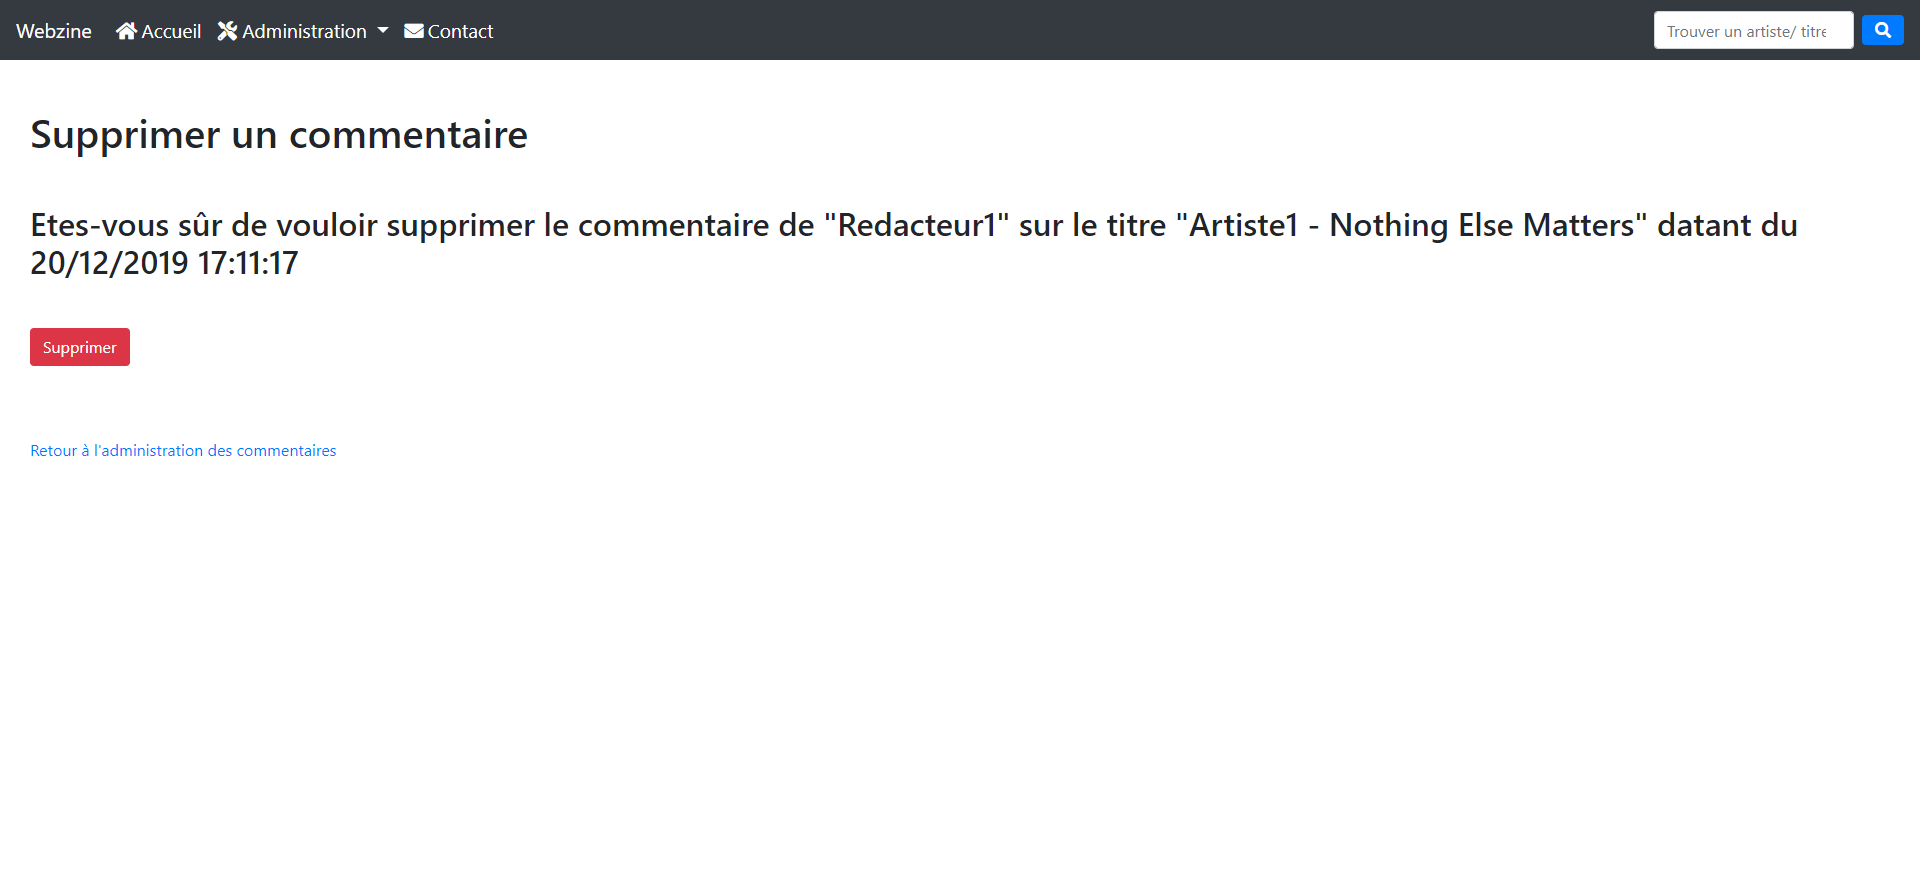 Webzine Accueil Administration Contact Trouver un artiste/ titre
Supprimer un commentaire
Etes-vous sûr de vouloir supprimer le commentaire de "Redacteur1" sur le titre "Artiste1 - Nothing Else Matters" datant du
20/12/2019 17:11:17
Supprimer
Retour à l'administration des commentaires